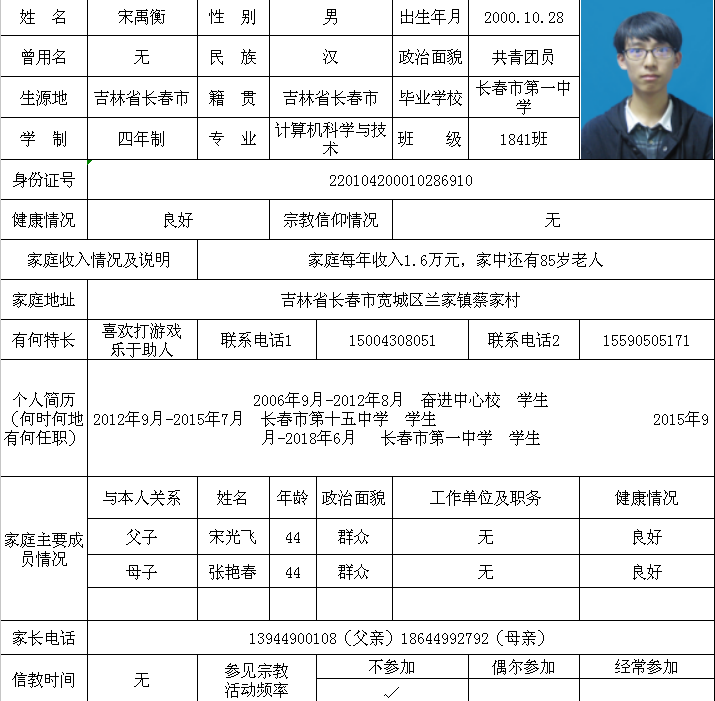 姓 名 宋禹衡 性 别 男 出生年月 2000.10.28
曾用名 无 民 族 汉 政治面貌 共青团员
生源地 吉林省长春市 籍 贯 吉林省长春市 毕业学校 长春市第一中
学
学 制 四年制 专 业 计算机科学与技
术 班 级 1841班
身份证号 220104200010286910
健康情况 良好 宗教信仰情况 无
家庭收入情况及说明 家庭每年收入1.6万元，家中还有85岁老人
家庭地址 吉林省长春市宽城区兰家镇蔡家村
有何特长 喜欢打游戏
乐于助人 联系电话1 15004308051 联系电话2 15590505171
个人简历
（何时何地
有何任职）
2006年9月-2012年8月 奋进中心校 学生
2012年9月-2015年7月 长春市第十五中学 学生 2015年9
月-2018年6月 长春市第一中学 学生
家庭主要成
员情况
与本人关系 姓名 年龄 政治面貌 工作单位及职务 健康情况
父子 宋光飞 44 群众 无 良好
母子 张艳春 44 群众 无 良好
家长电话 13944900108（父亲）18644992792（母亲）
信教时间 无 参见宗教
活动频率 不参加 偶尔参加 经常参加
✓